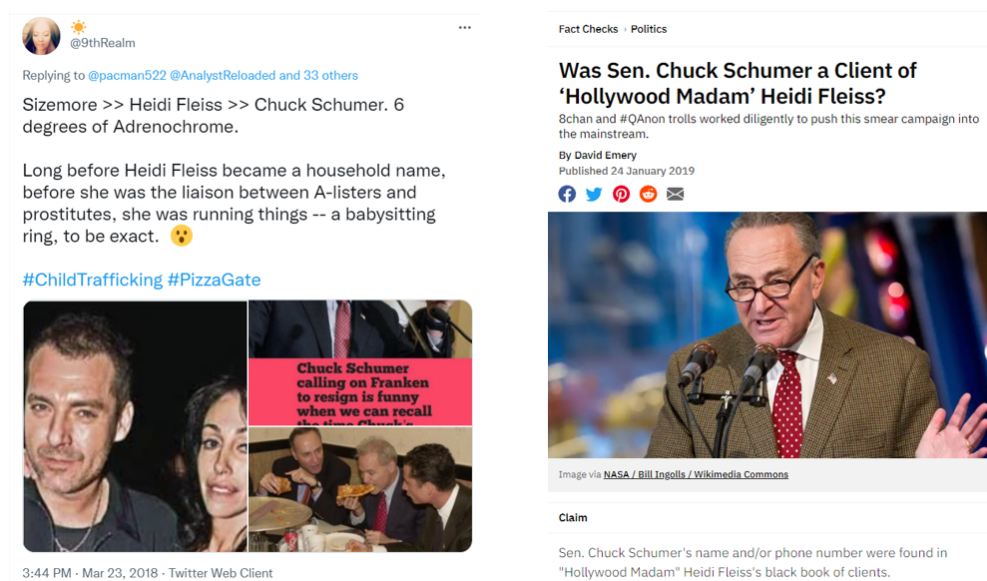 @9thRealm
Replying to @pacman522 @AnalystReloaded and 33 others
Sizemore >> Heidi Fleiss >> Chuck Schumer. 6
degrees of Adrenochrome.
Long before Heidi Fleiss became a household name,
before she was the liaison between A-listers and
prostitutes, she was running things -- a babysitting
ring, to be exact. 😮
#ChildTrafficking #PizzaGate
Chuck Schumer
calling on Franken
to resign is funny
when we can recall
the time Chuck's
3:44 PM · Mar 23, 2018 · Twitter Web Client
Fact Checks › Politics
Was Sen. Chuck Schumer a Client of
‘Hollywood Madam’ Heidi Fleiss?
8chan and #QAnon trolls worked diligently to push this smear campaign into
the mainstream.
By David Emery
Published 24 January 2019
Image via NASA / Bill Ingolls / Wikimedia Commons
Claim
Sen. Chuck Schumer's name and/or phone number were found in
"Hollywood Madam" Heidi Fleiss's black book of clients.